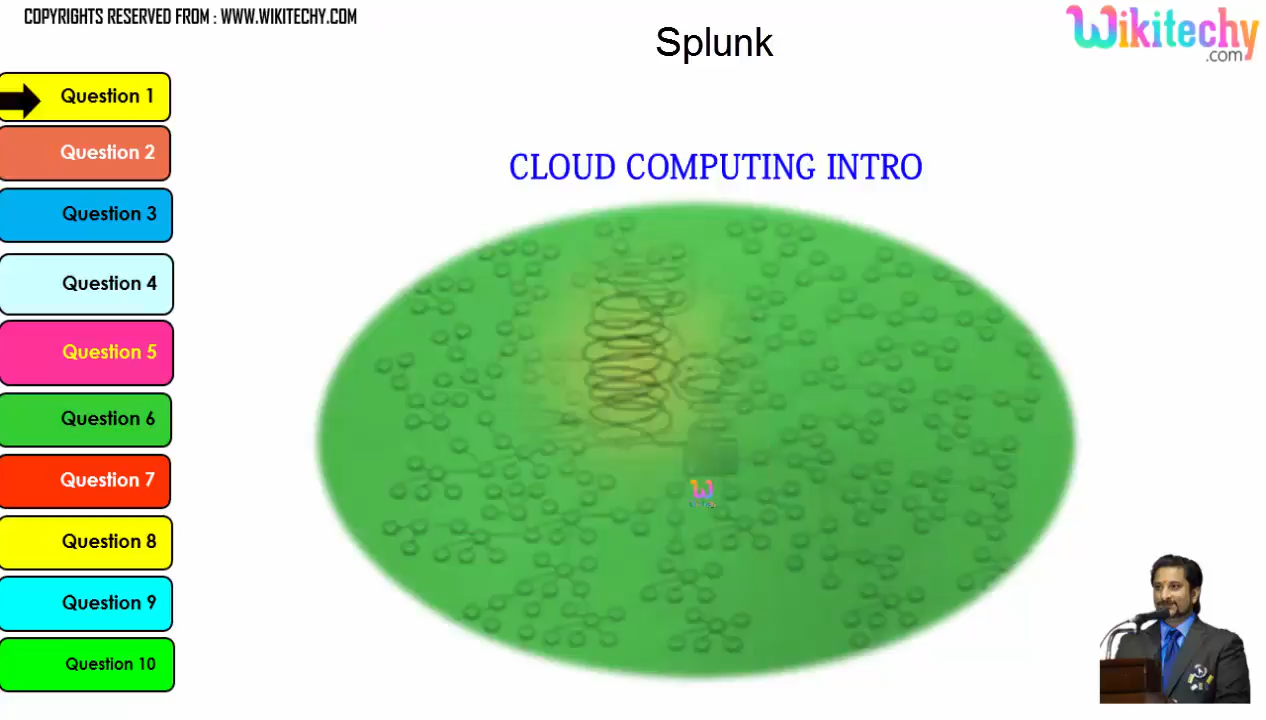 COPYRIGHTS RESERVED FROM : WWW.WIKITECHY.COM
Splunk
Wikitechy
.com
Question 1
Question 2
Question 3
Question 4
Question 5
Question 6
Question 7
Question 8
Question 9
Question 10
CLOUD COMPUTING INTRO
W